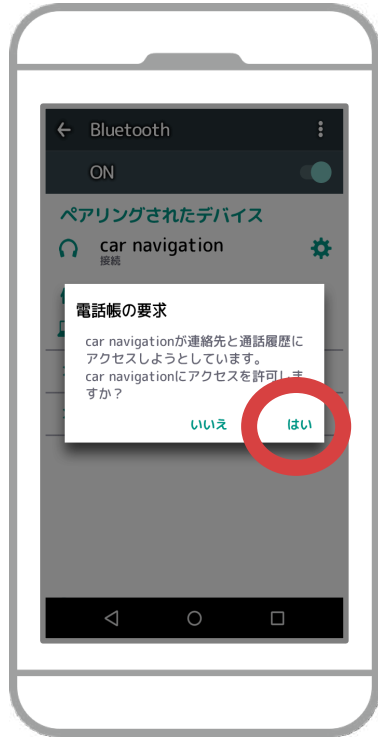 Bluetooth
ON
ペアリングされたデバイス
car navigation
接続
電話帳の要求
car navigationが連絡先と通話履歴に
アクセスしようとしています。
car navigationにアクセスを許可しま
すか？
いいえ
はい